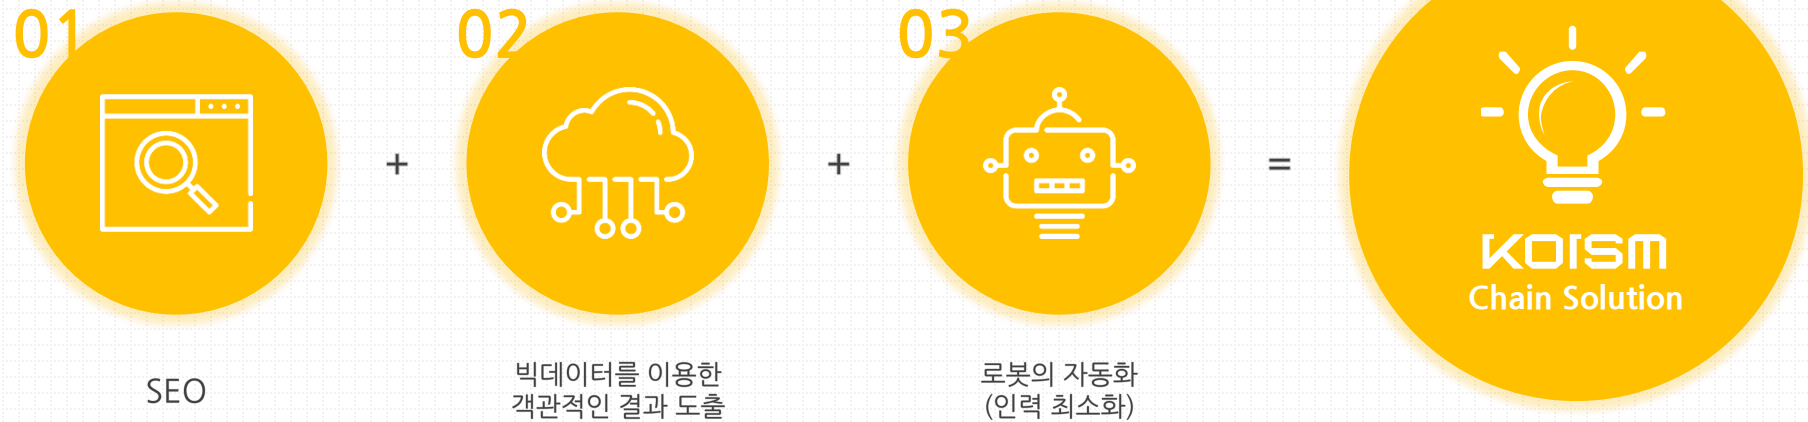 01
02
03
+
+
=
KOISM
Chain Solution
SEO
빅데이터를 이용한
객관적인 결과 도출
로봇의 자동화
(인력 최소화)